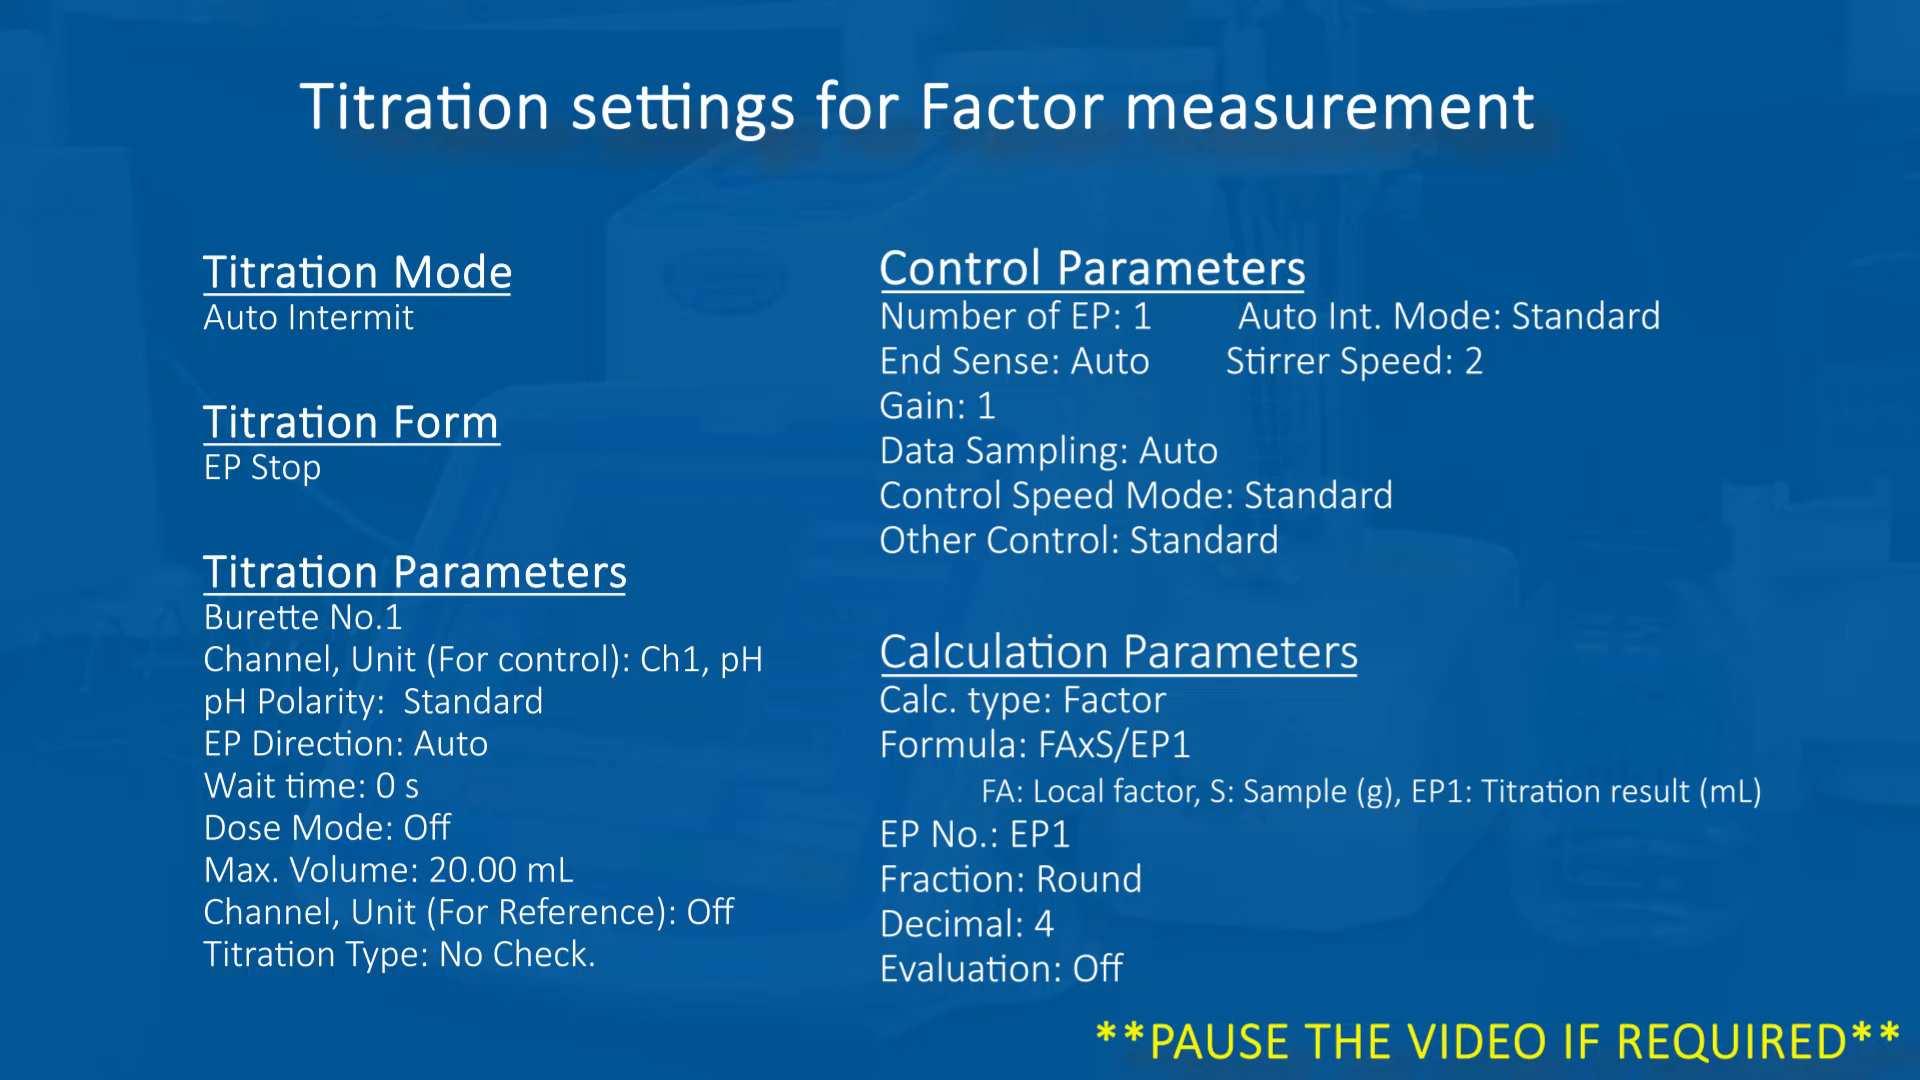 Titration settings for Factor measurement
Titration Mode
Auto Intermit
Titration Form
EP Stop
Titration Parameters
Burette No.1
Channel, Unit (For control): Ch1, pH
pH Polarity: Standard
EP Direction: Auto
Wait time: 0 s
Dose Mode: Off
Max. Volume: 20.00 mL
Channel, Unit (For Reference): Off
Titration Type: No Check.
Control Parameters
Number of EP: 1 Auto Int. Mode: Standard
End Sense: Auto Stirrer Speed: 2
Gain: 1
Data Sampling: Auto
Control Speed Mode: Standard
Other Control: Standard
Calculation Parameters
Calc. type: Factor
Formula: FAxS/EP1
FA: Local factor, S: Sample (g), EP1: Titration result (mL)
EP No.: EP1
Fraction: Round
Decimal: 4
Evaluation: Off
**PAUSE THE VIDEO IF REQUIRED**